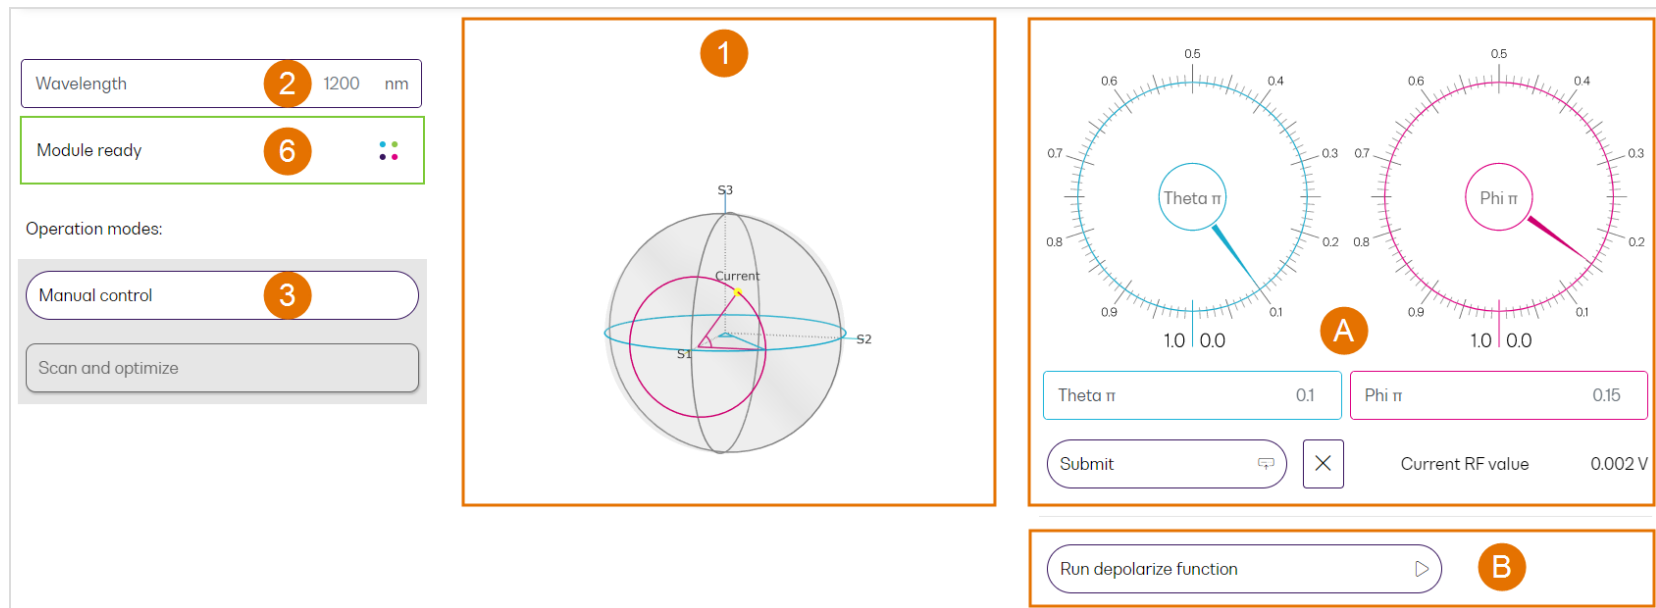 Wavelength 2 1200 nm
Module ready 6
Operation modes:
Manual control 3
Scan and optimize
1
S3
Current
S2
S1
0.5
0.6 0.4
0.7 0.3
Theta π
0.8 0.2
0.9 0.1
1.0 0.0
0.5
0.6 0.4
0.7 0.3
Phi π
0.8 0.2
0.9 0.1
1.0 0.0
A
Theta π 0.1
Phi π 0.15
Submit
Current RF value 0.002 V
Run depolarize function
B